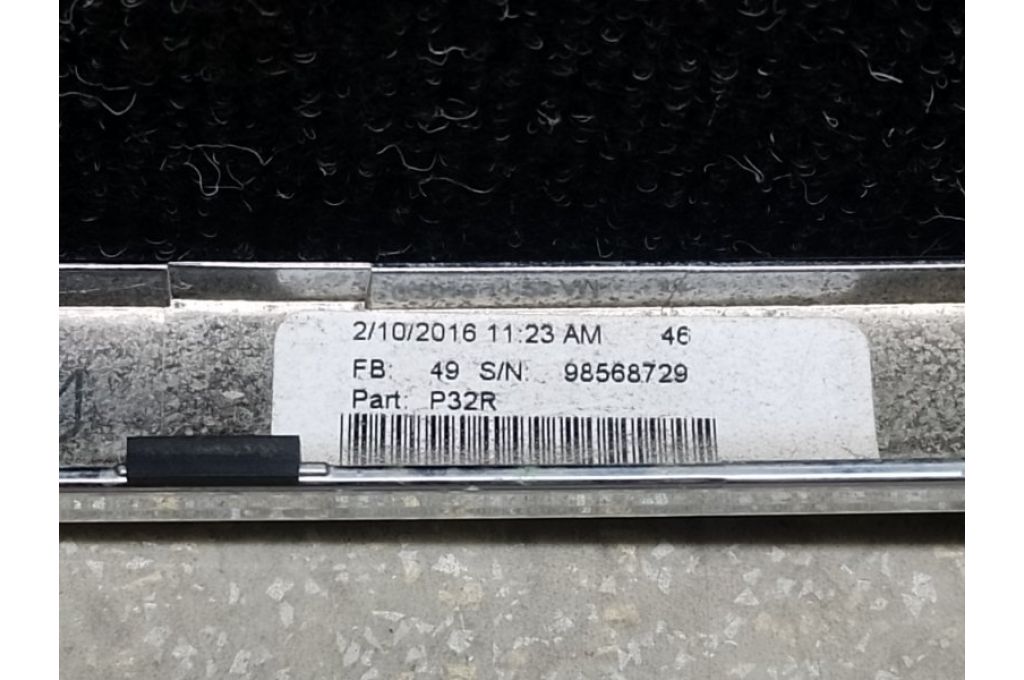 2/10/2016 11:23 AM 46
FB: 49 S/N: 98568729
Part: P32R